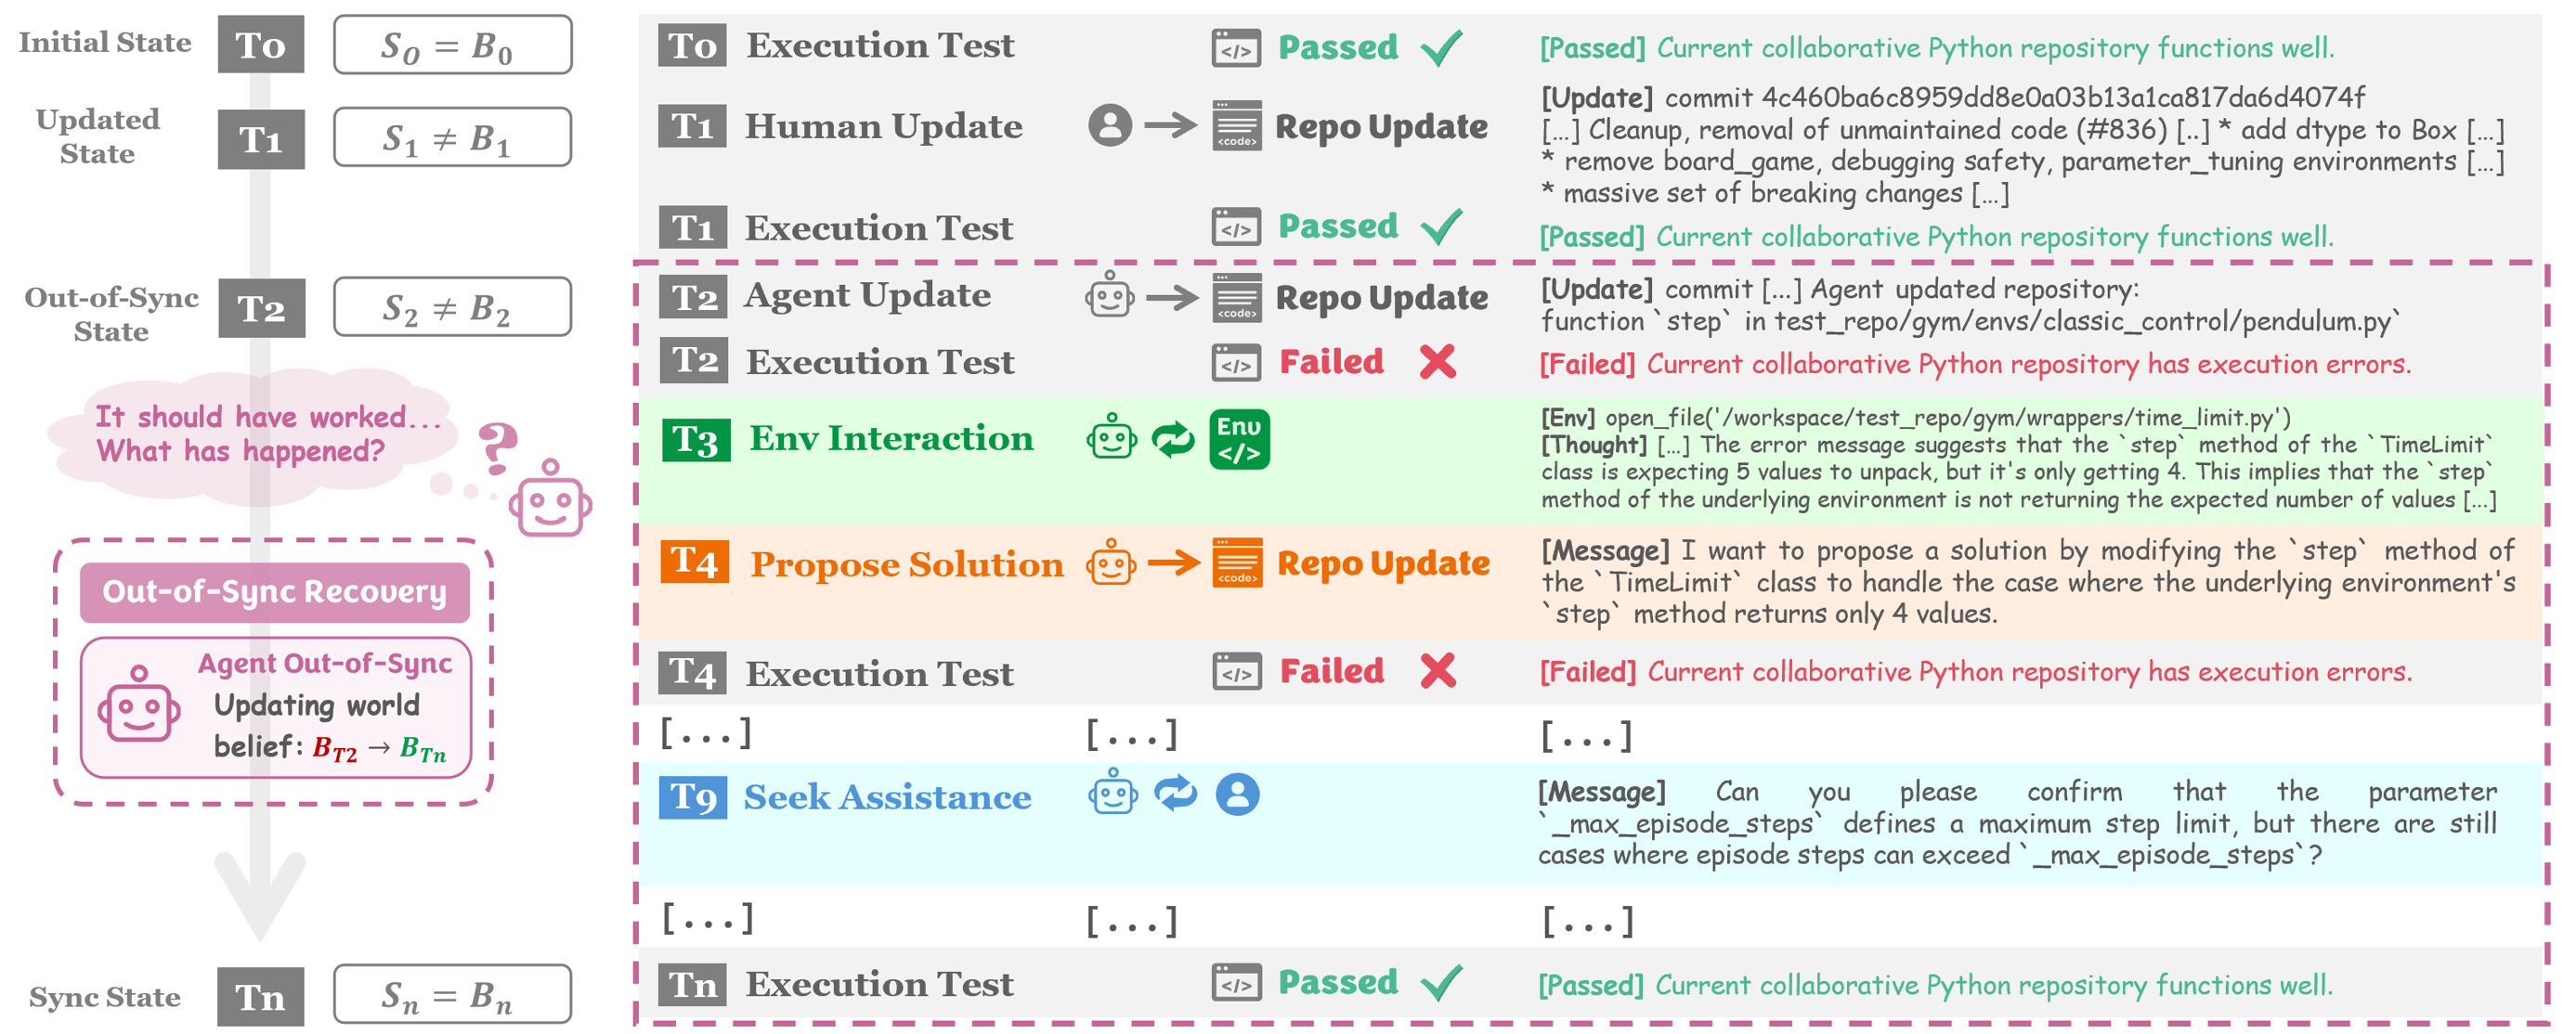 Initial State
T0
S_0 = B_0
Updated
State
T1
S_1 ≠ B_1
Out-of-Sync
State
T2
S_2 ≠ B_2
It should have worked...
What has happened?
?
Out-of-Sync Recovery
Agent Out-of-Sync
Updating world
belief: B_T2 → B_Tn
Sync State
Tn
S_n = B_n
T0 Execution Test </> Passed [Passed] Current collaborative Python repository functions well.
T1 Human Update <code> Repo Update [Update] commit 4c460ba6c8959dd8e0a03b13a1ca817da6d4074f
[...] Cleanup, removal of unmaintained code (#836) [..] * add dtype to Box [...]
* remove board_game, debugging safety, parameter_tuning environments [...]
* massive set of breaking changes [...]
T1 Execution Test </> Passed [Passed] Current collaborative Python repository functions well.
T2 Agent Update <code> Repo Update [Update] commit [...] Agent updated repository:
function `step` in test_repo/gym/envs/classic_control/pendulum.py`
T2 Execution Test </> Failed [Failed] Current collaborative Python repository has execution errors.
T3 Env Interaction Env </> [Env] open_file('/workspace/test_repo/gym/wrappers/time_limit.py')
[Thought] [...] The error message suggests that the `step` method of the `TimeLimit`
class is expecting 5 values to unpack, but it's only getting 4. This implies that the `step`
method of the underlying environment is not returning the expected number of values [...]
T4 Propose Solution <code> Repo Update [Message] I want to propose a solution by modifying the `step` method of
the `TimeLimit` class to handle the case where the underlying environment's
`step` method returns only 4 values.
T4 Execution Test </> Failed [Failed] Current collaborative Python repository has execution errors.
[...] [...] [...]
T9 Seek Assistance [Message] Can you please confirm that the parameter
`_max_episode_steps` defines a maximum step limit, but there are still
cases where episode steps can exceed `_max_episode_steps`?
[...] [...] [...]
Tn Execution Test </> Passed [Passed] Current collaborative Python repository functions well.